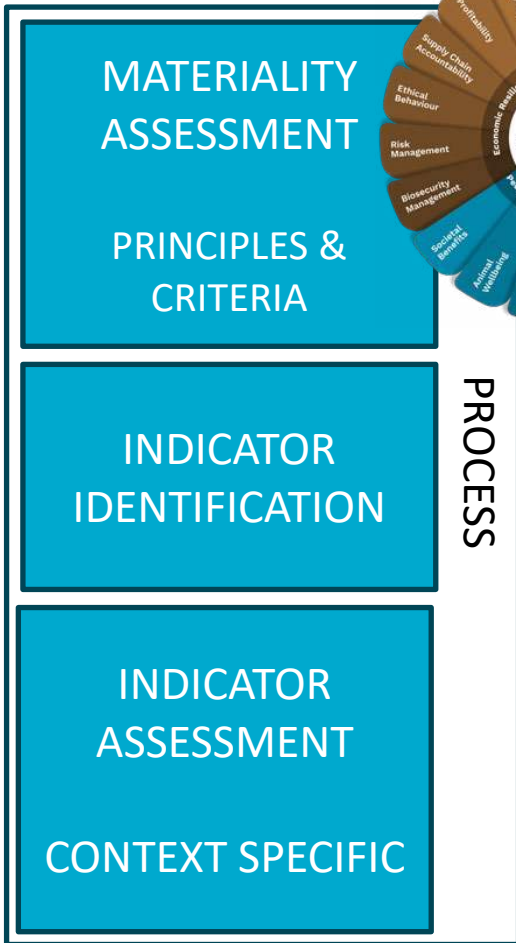 MATERIALITY
ASSESSMENT
PRINCIPLES &
CRITERIA
Profitability
Supply Chain
Accountability
Ethical
Behaviour
Risk
Management
Biosecurity
Management
Societal
Benefits
Animal
Wellbeing
Economic
INDICATOR
IDENTIFICATION
PROCESS
INDICATOR
ASSESSMENT
CONTEXT SPECIFIC